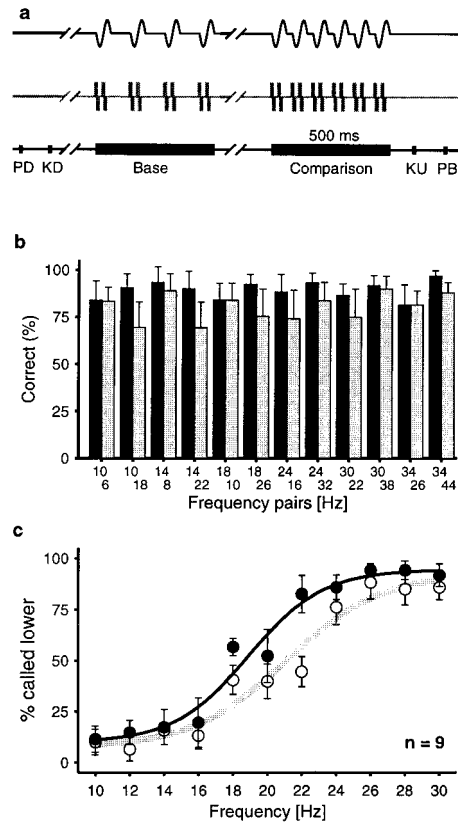 a
500 ms
PD KD Base Comparison KU PB
b
Correct (%)
100
75
50
25
0
10 10 14 14 18 18 24 24 30 30 34 34
6 18 8 22 10 26 16 32 22 38 26 44
Frequency pairs [Hz]
c
% called lower
100
75
50
25
0
n = 9
10 12 14 16 18 20 22 24 26 28 30
Frequency [Hz]